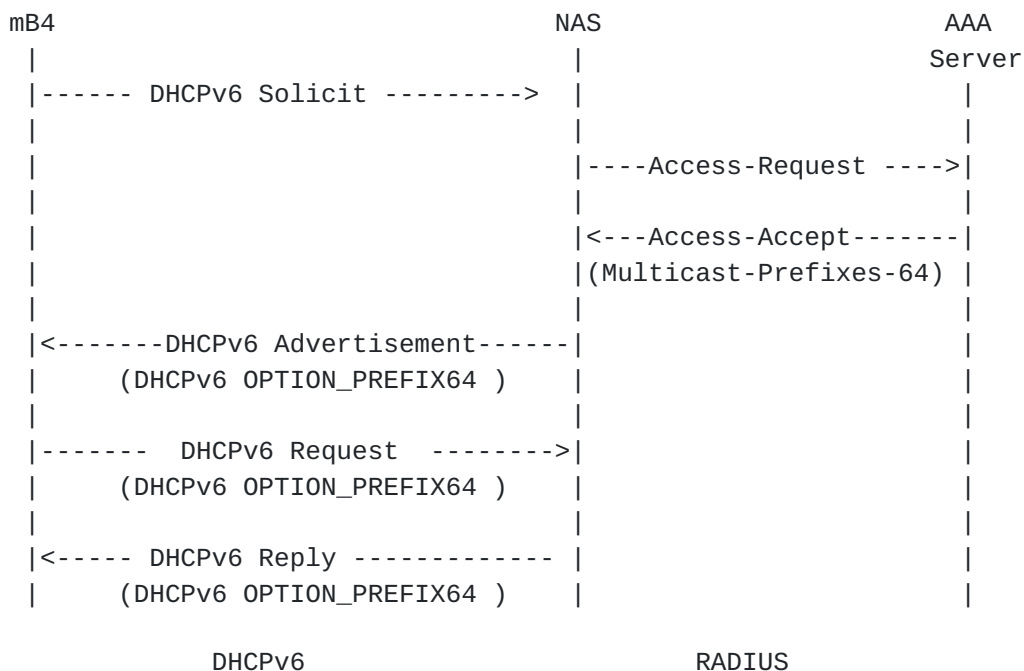 mB4                             NAS                    AAA
 |                               |                   Server
 |------ DHCPv6 Solicit --------->  |                      |
 |                               |                      |
 |                               |----Access-Request ---->|
 |                               |                      |
 |                               |<---Access-Accept-------|
 |                               |(Multicast-Prefixes-64) |
 |                               |                      |
 |<-------DHCPv6 Advertisement------|                      |
 |     (DHCPv6 OPTION_PREFIX64 )    |                      |
 |                               |                      |
 |-------  DHCPv6 Request  -------->|                      |
 |     (DHCPv6 OPTION_PREFIX64 )    |                      |
 |                               |                      |
 |<----- DHCPv6 Reply ------------- |                      |
 |     (DHCPv6 OPTION_PREFIX64 )    |                      |
DHCPv6                      RADIUS